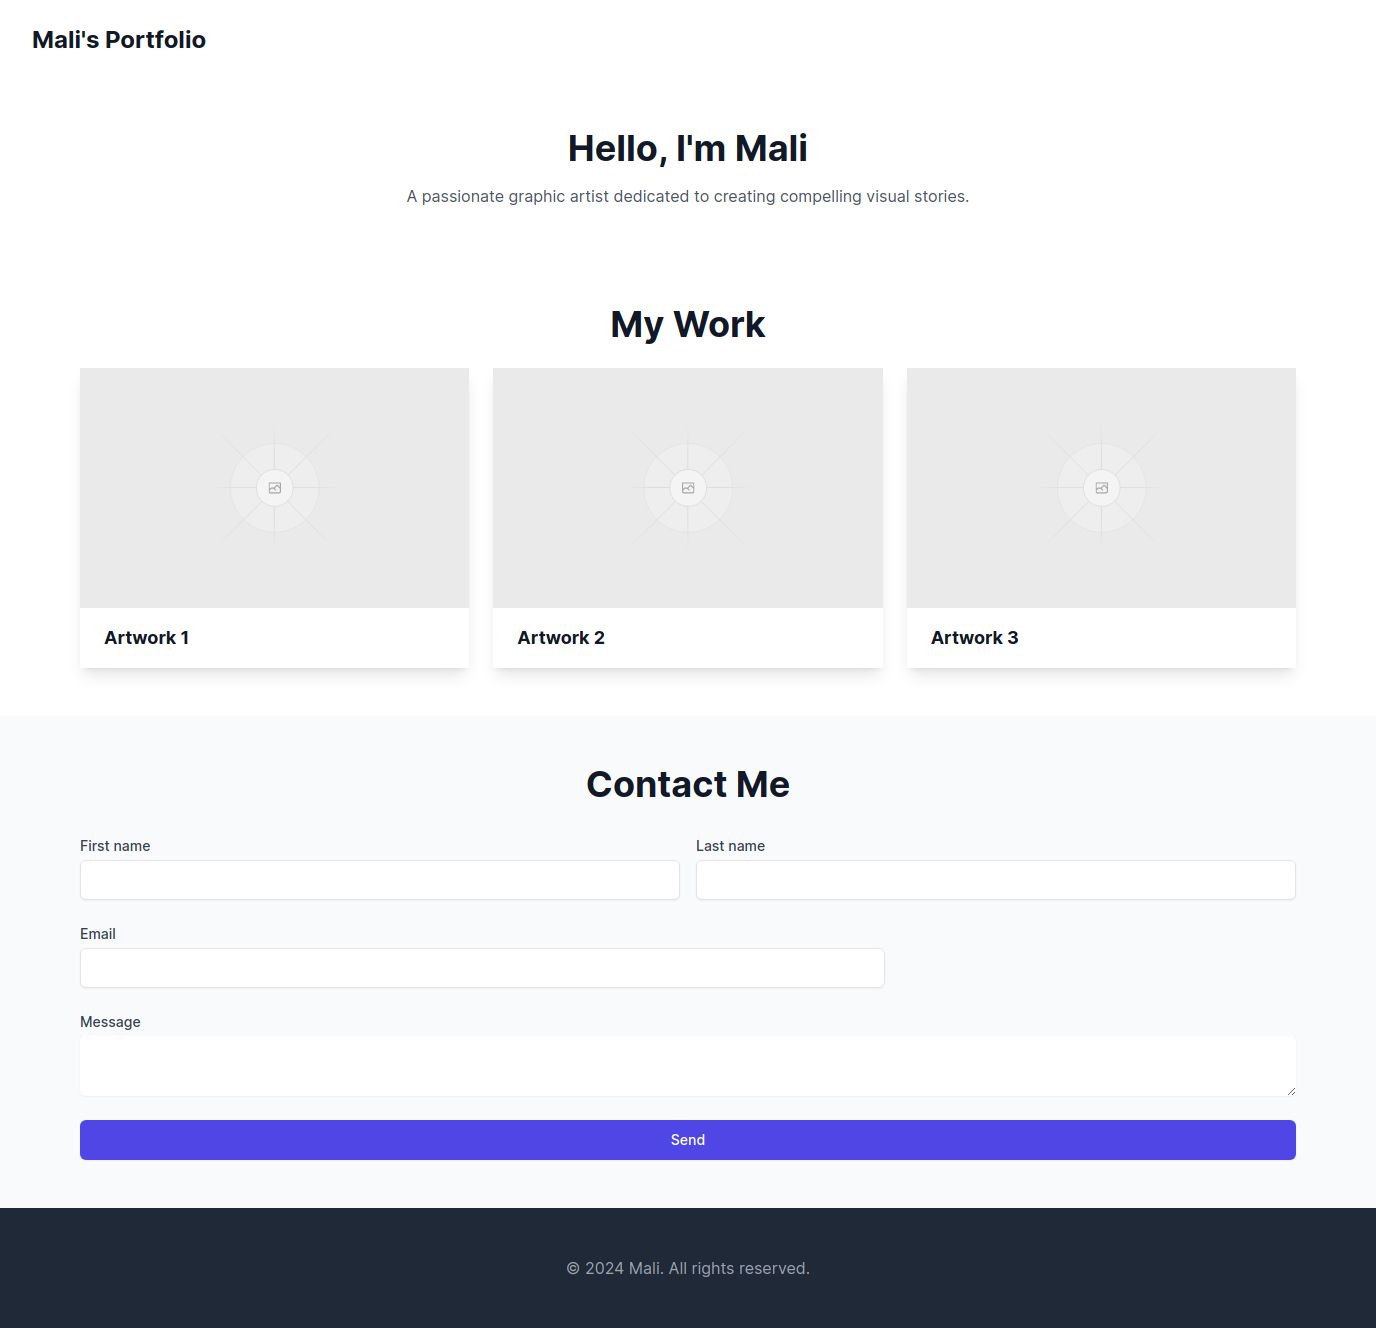 Mali's Portfolio
Hello, I'm Mali
A passionate graphic artist dedicated to creating compelling visual stories.
My Work
Artwork 1
Artwork 2
Artwork 3
Contact Me
First name
Last name
Email
Message
Send
© 2024 Mali. All rights reserved.